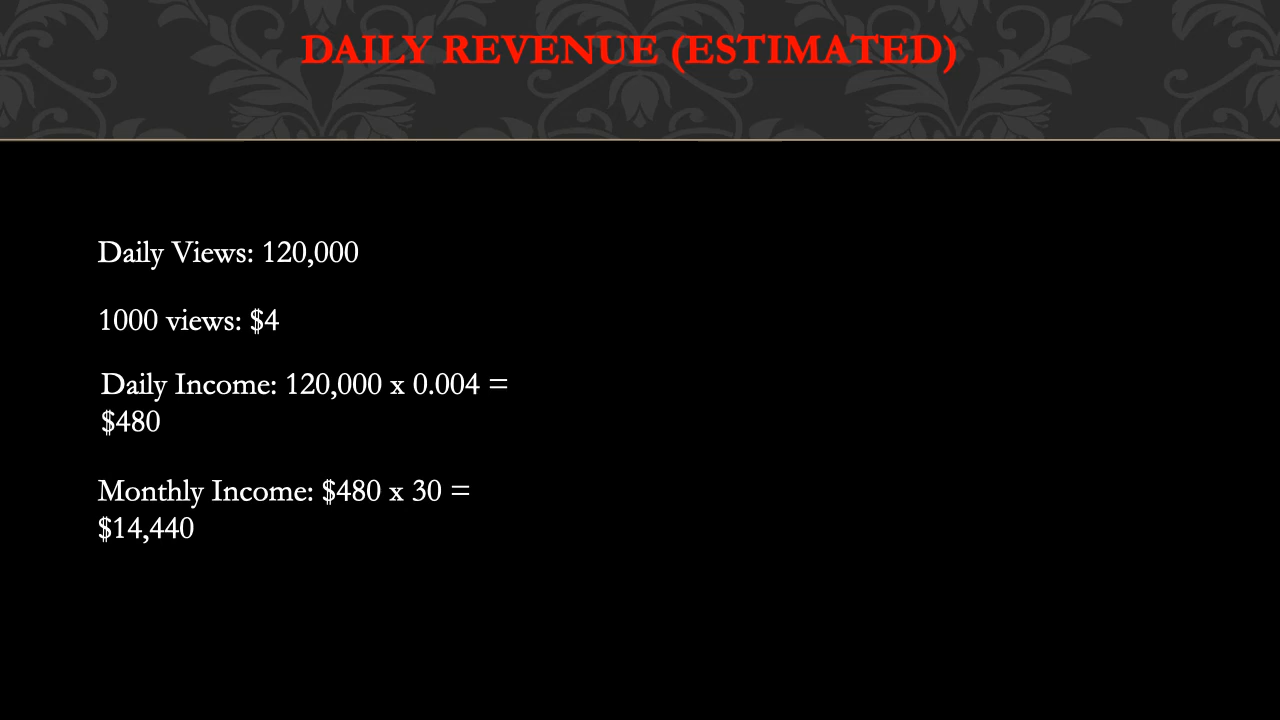 DAILY REVENUE (ESTIMATED)
Daily Views: 120,000
1000 views: $4
Daily Income: 120,000 x 0.004 =
$480
Monthly Income: $480 x 30 =
$14,440